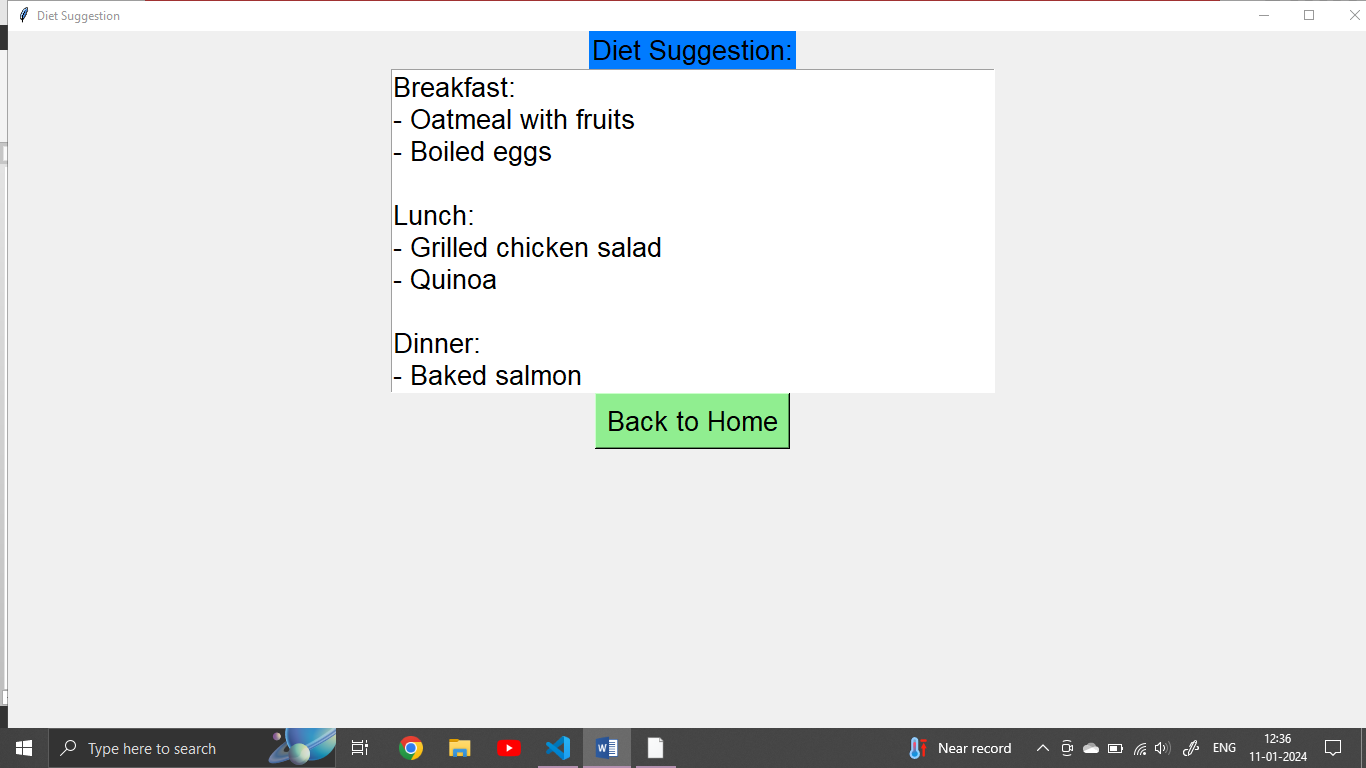 Diet Suggestion
Diet Suggestion:
Breakfast:
- Oatmeal with fruits
- Boiled eggs
Lunch:
- Grilled chicken salad
- Quinoa
Dinner:
- Baked salmon
Back to Home
Type here to search
Near record
ENG
12:36
11-01-2024